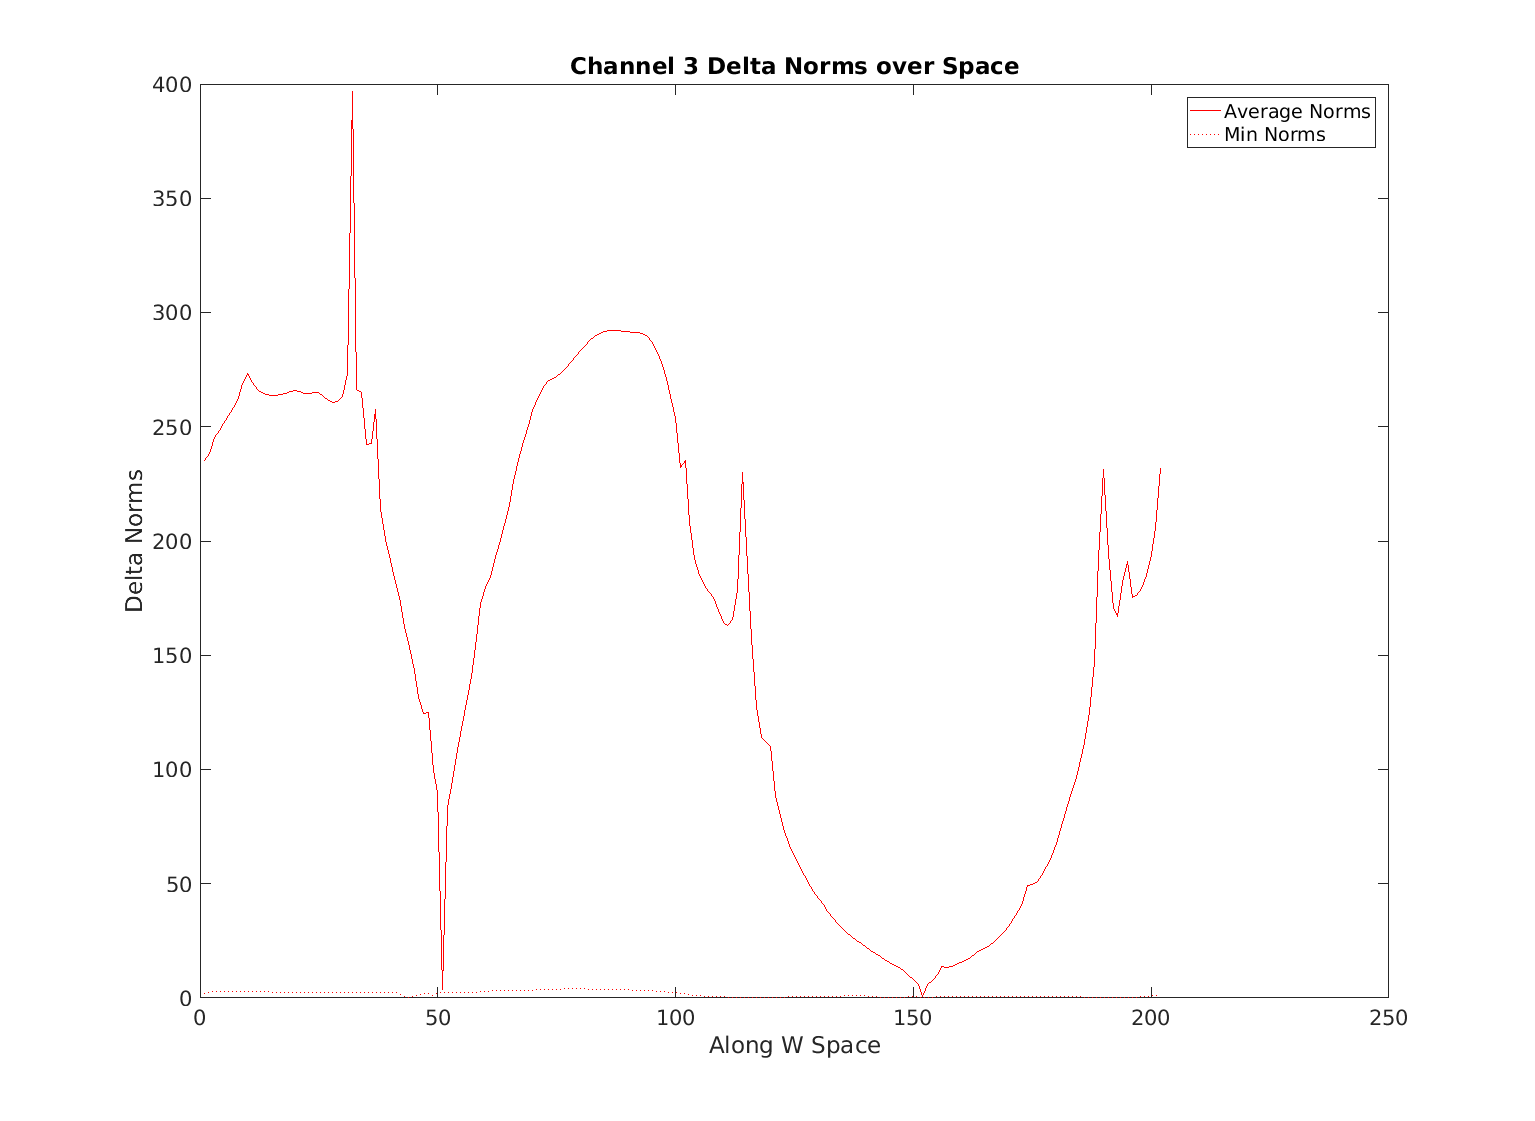 Channel 3 Delta Norms over Space
400
350
300
250
200
150
100
50
0
Delta Norms
Average Norms
Min Norms
0 50 100 150 200 250
Along W Space